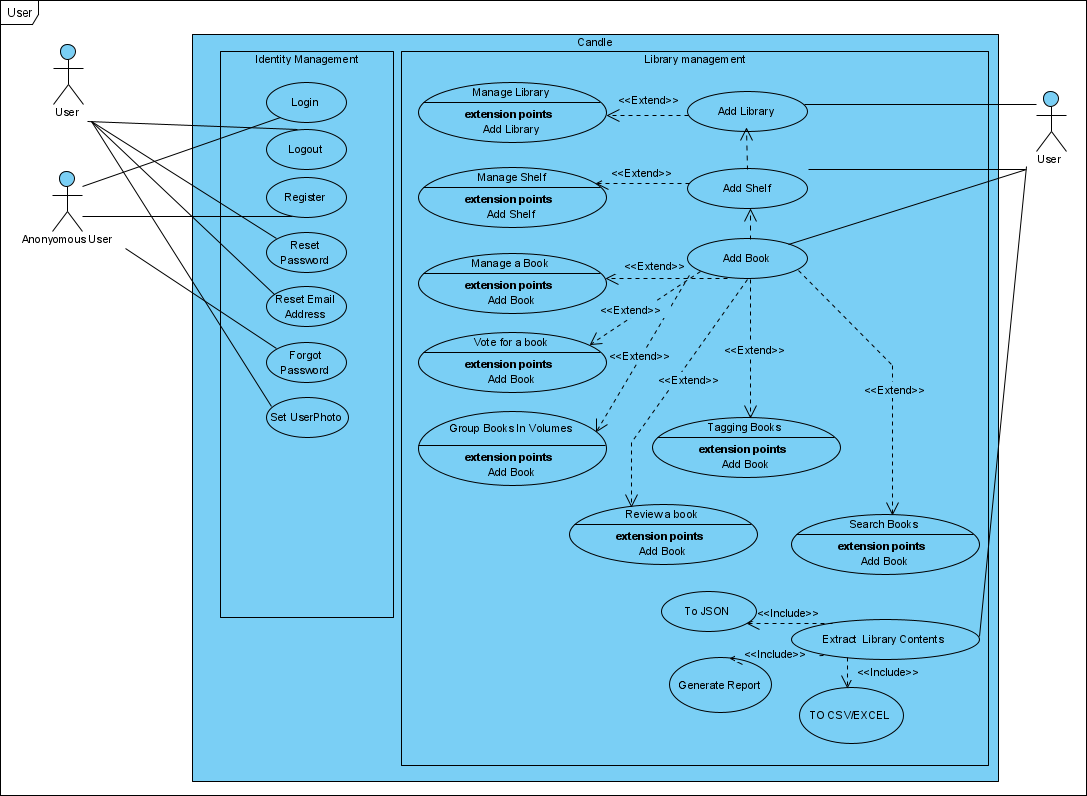 User
Candle
Identity Management
Library management
User
Anonyomous User
User
Login
Logout
Register
Reset
Password
Reset Email
Address
Forgot
Password
Set UserPhoto
Manage Library
extension points
Add Library
<<Extend>>
Add Library
Manage Shelf
extension points
Add Shelf
<<Extend>>
Add Shelf
Manage a Book
extension points
Add Book
<<Extend>>
Add Book
Vote for a book
extension points
Add Book
<<Extend>>
Group Books In Volumes
extension points
Add Book
<<Extend>>
<<Extend>>
Review a book
extension points
Add Book
<<Extend>>
Tagging Books
extension points
Add Book
<<Extend>>
Search Books
extension points
Add Book
To JSON
<<Include>>
Extract Library Contents
<<Include>>
Generate Report
<<Include>>
TO CSV/EXCEL